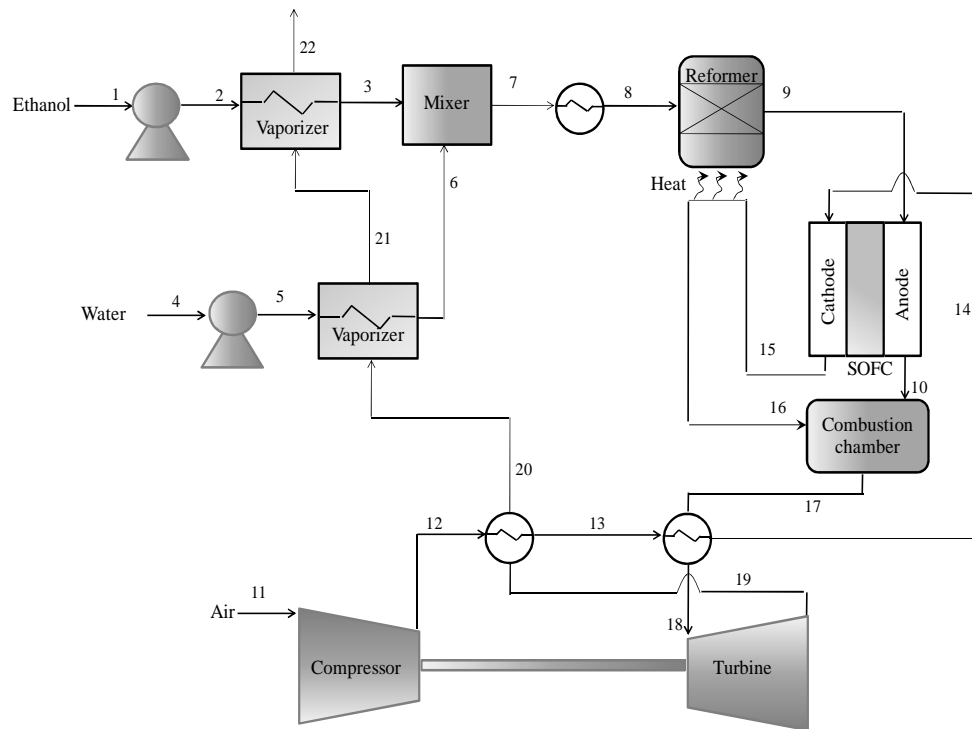 22
1
2
3
7
8
9
Ethanol
Vaporizer
Mixer
Reformer
6
Heat
21
Cathode
Anode
14
Water
4
5
Vaporizer
15
SOFC
10
16
Combustion
chamber
20
17
12
13
19
11
Air
18
Compressor
Turbine